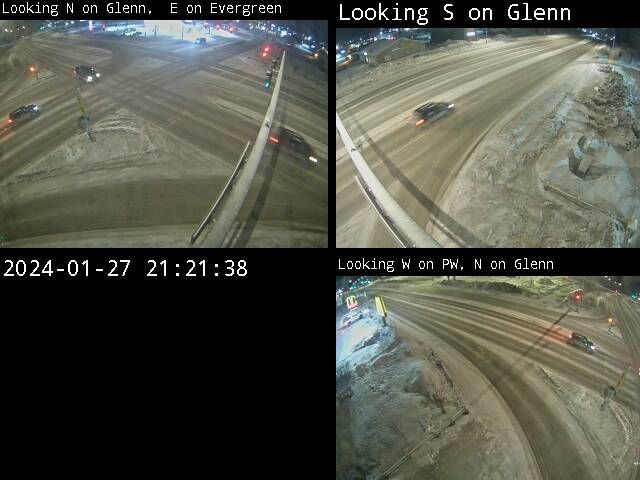 Looking N on Glenn,  E on Evergreen
Looking S on Glenn
2024-01-27 21:21:38
Looking W on PW, N on Glenn